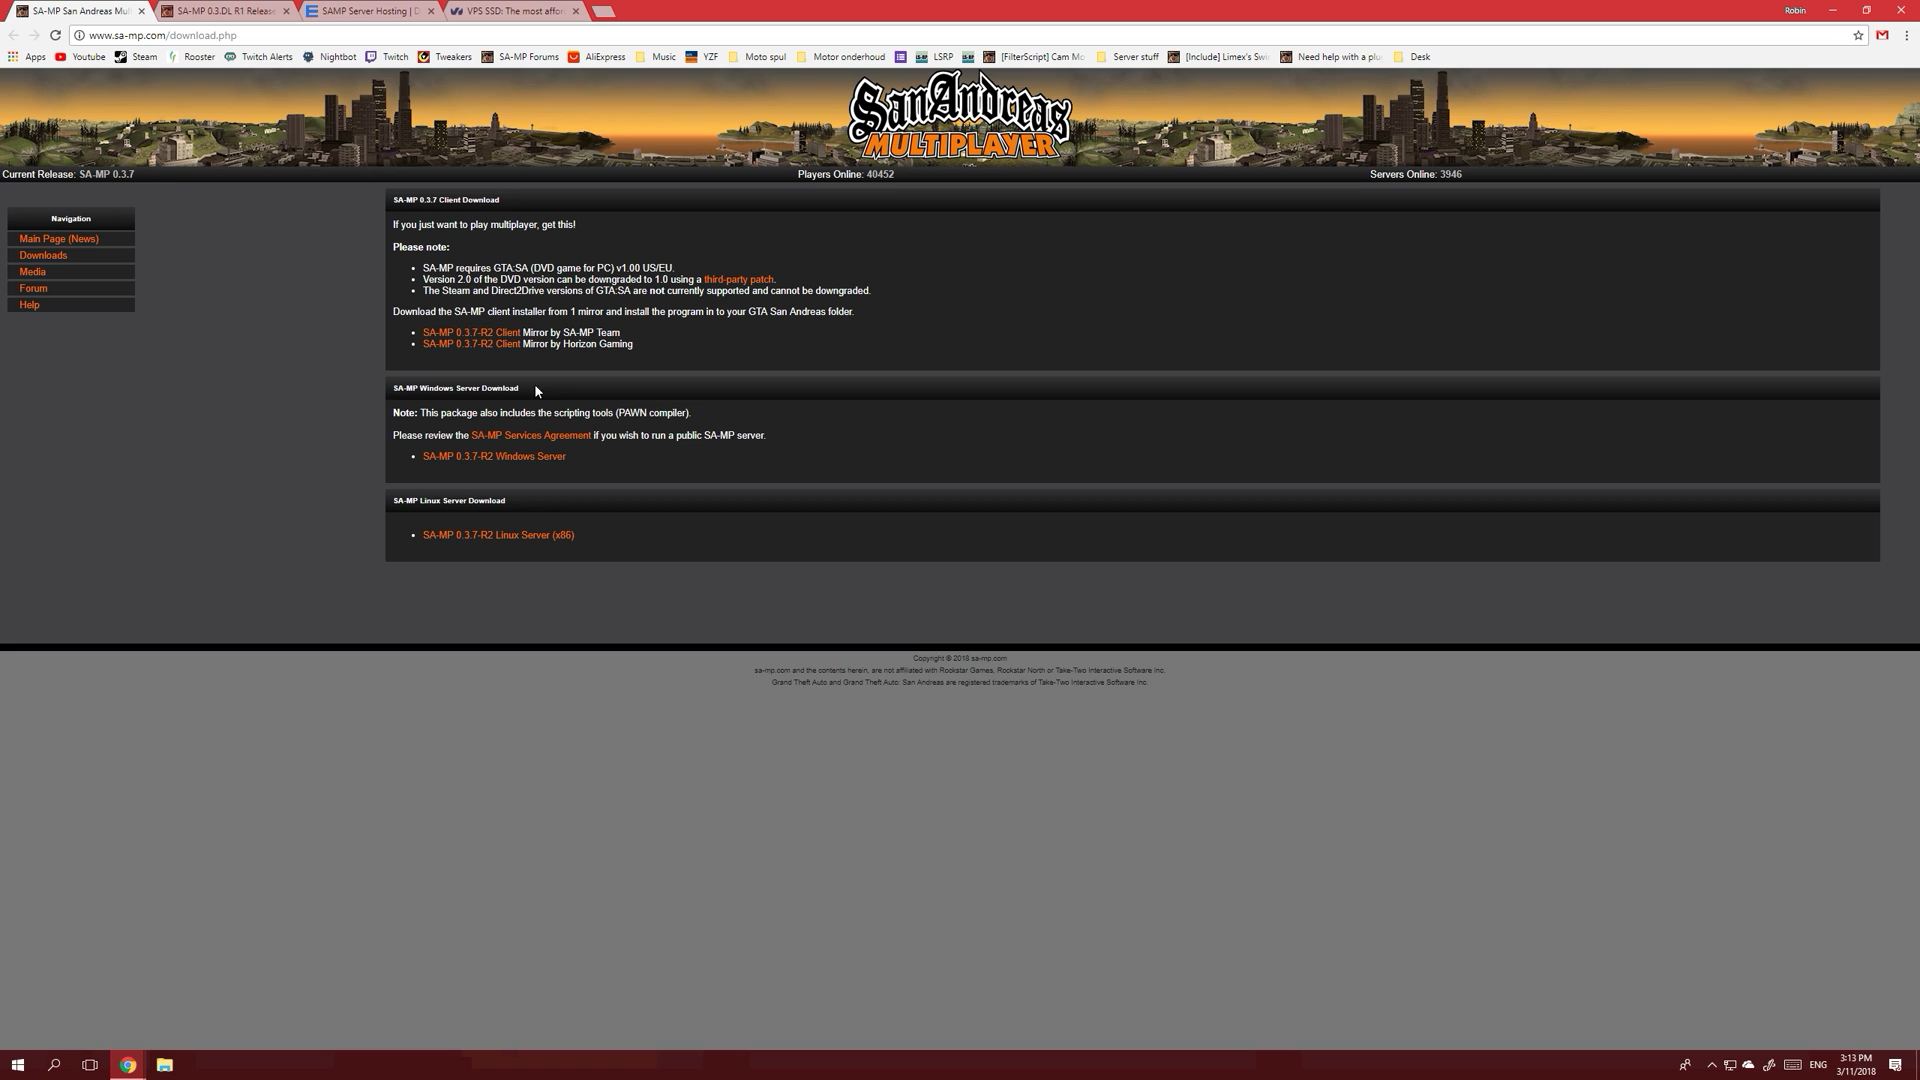 SA-MP San Andreas Mul
SA-MP 0.3.DL R1 Release
SAMP Server Hosting | D
VPS SSD: The most affor
Robin
www.sa-mp.com/download.php
Apps
Youtube
Steam
Rooster
Twitch Alerts
Nightbot
Twitch
Tweakers
SA-MP Forums
AliExpress
Music
YZF
Moto spul
Motor onderhoud
LSRP
[FilterScript] Cam Mo
Server stuff
[Include] Limex's Swi
Need help with a plu
Desk
San Andreas
MULTIPLAYER
Current Release: SA-MP 0.3.7
Players Online: 40452
Servers Online: 3946
Navigation
Main Page (News)
Downloads
Media
Forum
Help
SA-MP 0.3.7 Client Download
If you just want to play multiplayer, get this!
Please note:
SA-MP requires GTA:SA (DVD game for PC) v1.00 US/EU.
Version 2.0 of the DVD version can be downgraded to 1.0 using a third-party patch.
The Steam and Direct2Drive versions of GTA:SA are not currently supported and cannot be downgraded.
Download the SA-MP client installer from 1 mirror and install the program in to your GTA San Andreas folder.
SA-MP 0.3.7-R2 Client Mirror by SA-MP Team
SA-MP 0.3.7-R2 Client Mirror by Horizon Gaming
SA-MP Windows Server Download
Note: This package also includes the scripting tools (PAWN compiler).
Please review the SA-MP Services Agreement if you wish to run a public SA-MP server.
SA-MP 0.3.7-R2 Windows Server
SA-MP Linux Server Download
SA-MP 0.3.7-R2 Linux Server (x86)
Copyright © 2018 sa-mp.com
sa-mp.com and the contents herein, are not affiliated with Rockstar Games, Rockstar North or Take-Two Interactive Software Inc.
Grand Theft Auto and Grand Theft Auto: San Andreas are registered trademarks of Take-Two Interactive Software Inc.
ENG
3:13 PM
3/11/2018